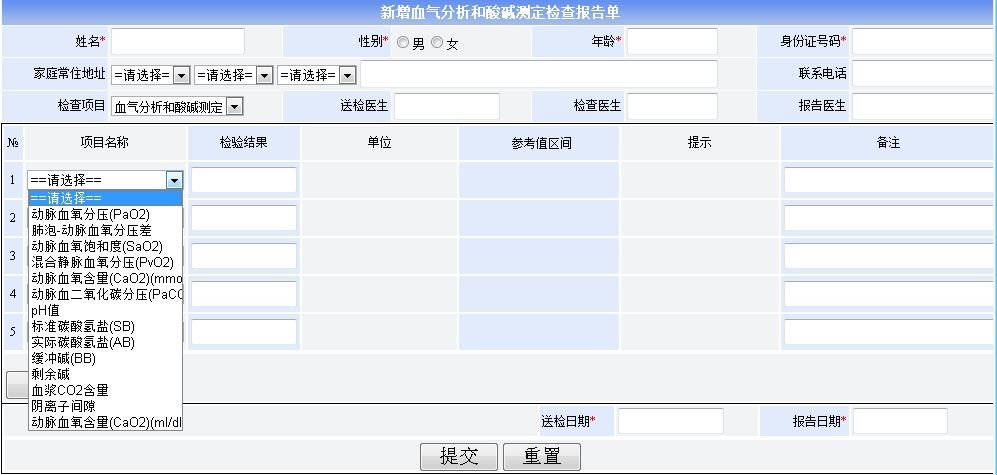 新增血气分析和酸碱测定检查报告单
姓名* 性别* 男 女 年龄* 身份证号码*
家庭常住地址 =请选择= =请选择= =请选择= 联系电话
检查项目 血气分析和酸碱测定 送检医生 检查医生 报告医生
№ 项目名称 检验结果 单位 参考值区间 提示 备注
1 ==请选择==
==请选择==
动脉血氧分压(PaO2)
2
肺泡-动脉血氧分压差
动脉血氧饱和度(SaO2)
3
混合静脉血氧分压(PvO2)
动脉血氧含量(CaO2)(mmo
4
动脉血二氧化碳分压(PaCO
pH值
标准碳酸氢盐(SB)
5
实际碳酸氢盐(AB)
缓冲碱(BB)
剩余碱
血浆CO2含量
阴离子间隙
动脉血氧含量(CaO2)(ml/dl
送检日期* 报告日期*
提交 重置